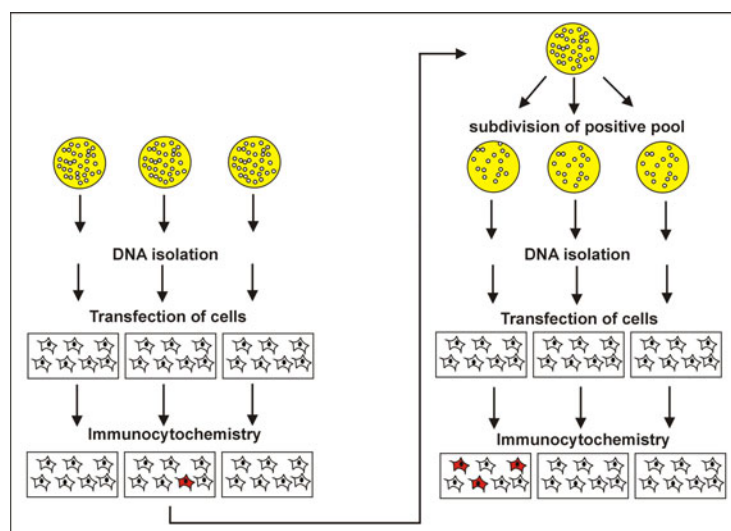 DNA isolation
Transfection of cells
Immunocytochemistry
subdivision of positive pool
DNA isolation
Transfection of cells
Immunocytochemistry